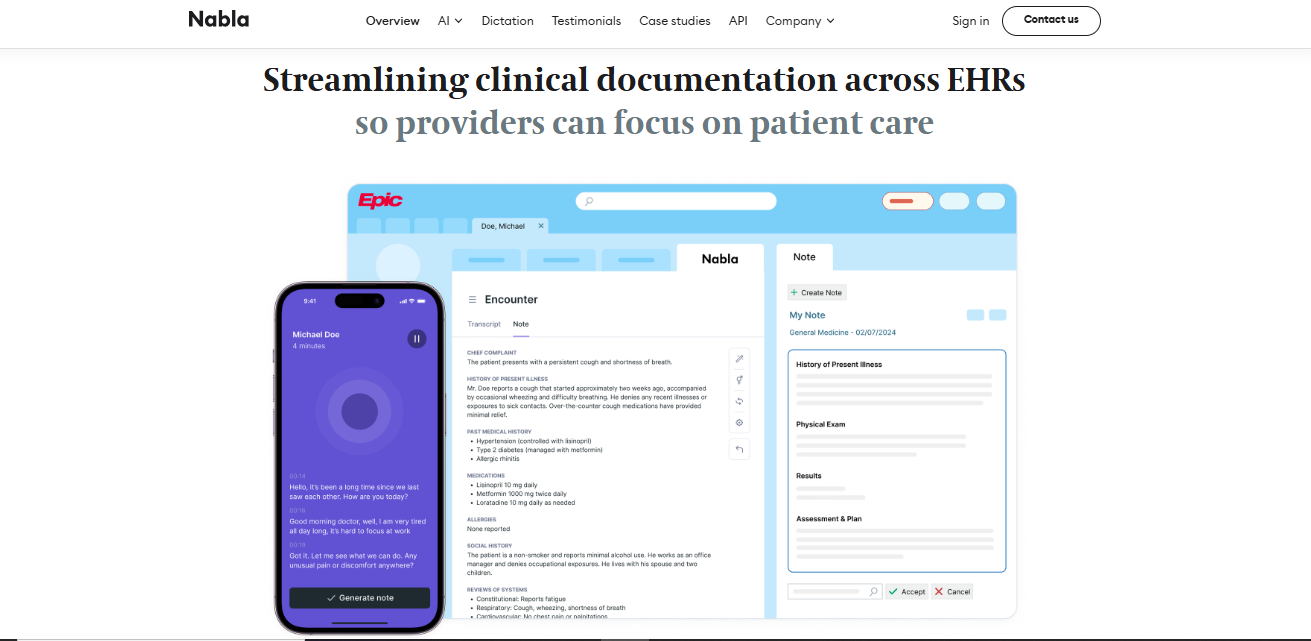 Nabla
Overview
AI
Dictation
Testimonials
Case studies
API
Company
Sign in
Contact us
Streamlining clinical documentation across EHRs
so providers can focus on patient care
Epic
Doe, Michael
Nabla
Encounter
Transcript
Note
CHIEF COMPLAINT
The patient presents with a persistent cough and shortness of breath.
HISTORY OF PRESENT ILLNESS
Mr. Doe reports a cough that started approximately two weeks ago, accompanied
by occasional wheezing and difficulty breathing. He denies any recent illnesses or
exposures to sick contacts. Over-the-counter cough medications have provided
minimal relief.
PAST MEDICAL HISTORY
• Hypertension (controlled with lisinopril)
• Type 2 diabetes (managed with metformin)
• Allergic rhinitis
MEDICATIONS
• Lisinopril 10 mg daily
• Metformin 1000 mg twice daily
• Loratadine 10 mg daily as needed
ALLERGIES
None reported
SOCIAL HISTORY
The patient is a non-smoker and reports minimal alcohol use. He works as an office
manager and denies occupational exposures. He lives with his spouse and two
children.
REVIEWS OF SYSTEMS
• Constitutional: Reports fatigue
• Respiratory: Cough, wheezing, shortness of breath
• Cardiovascular: No chest pain or palpitations
Note
+ Create Note
My Note
General Medicine - 02/07/2024
History of Present Illness
Physical Exam
Results
Assessment & Plan
Accept
Cancel
9:41
Michael Doe
4 minutes
00:14
Hello, it's been a long time since we last
saw each other. How are you today?
00:16
Good morning doctor, well, I am very tired
all day long, it's hard to focus at work
00:19
Got it. Let me see what we can do. Any
unusual pain or discomfort anywhere?
Generate note